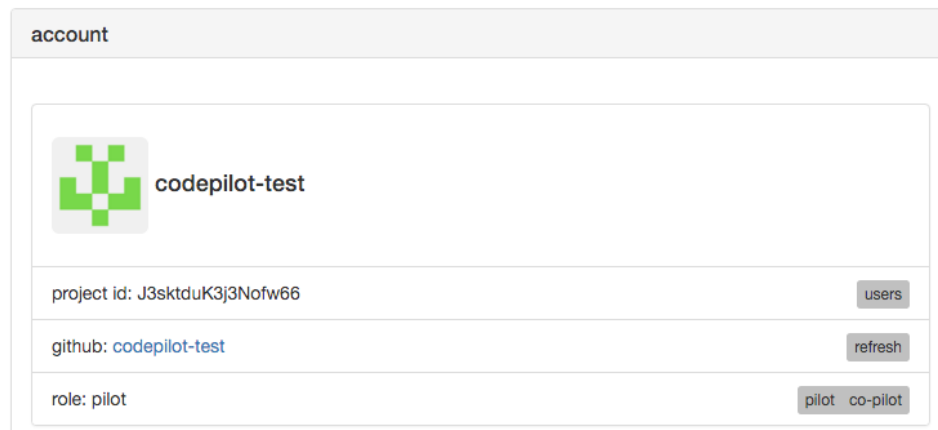 account
codepilot-test
project id: J3sktduK3j3Nofw66 users
github: codepilot-test refresh
role: pilot pilot co-pilot